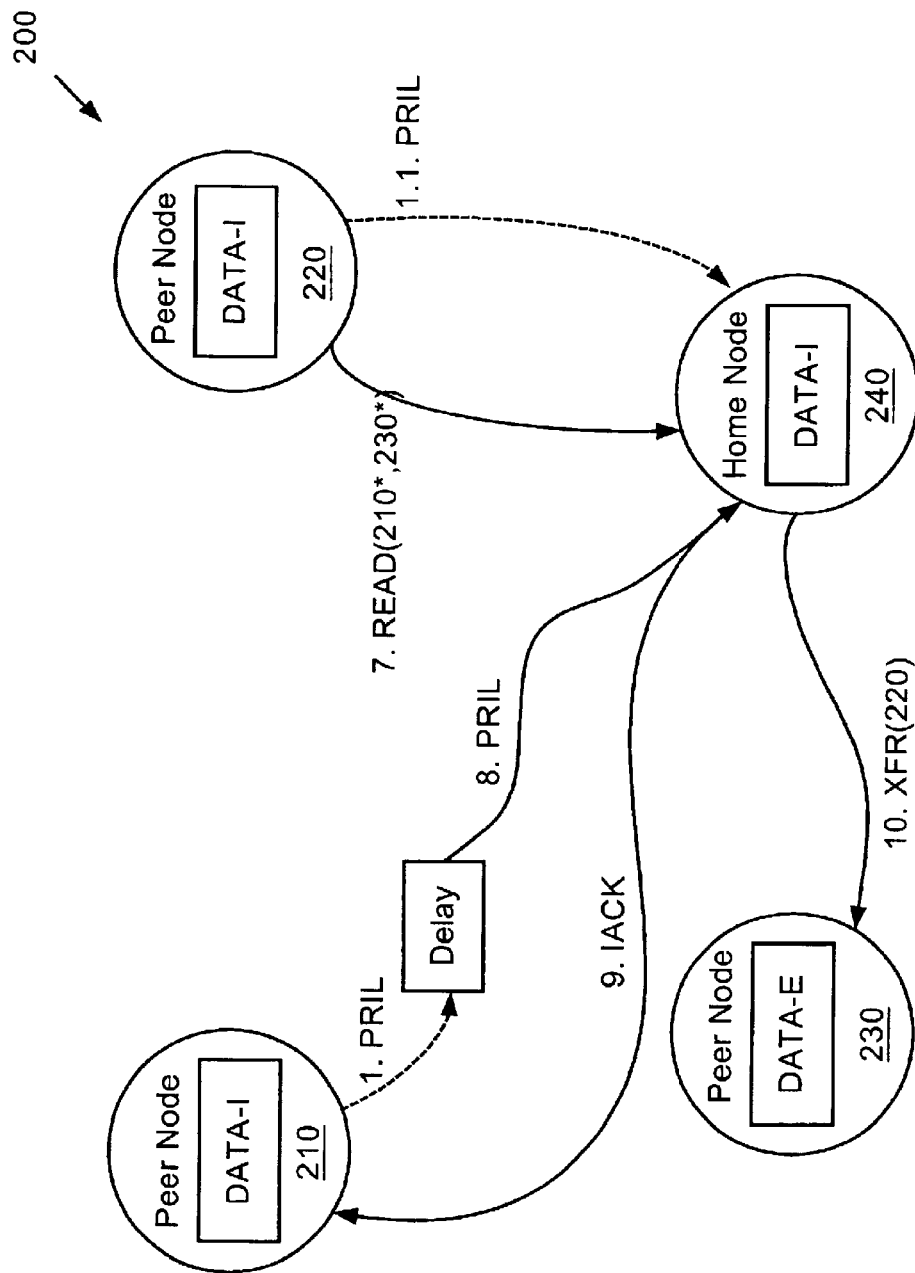 200
Peer Node
DATA-I
220
1.1. PRIL
7. READ(210*,230*)
Home Node
DATA-I
240
8. PRIL
Delay
1. PRIL
9. IACK
10. XFR(220)
Peer Node
DATA-I
210
Peer Node
DATA-E
230